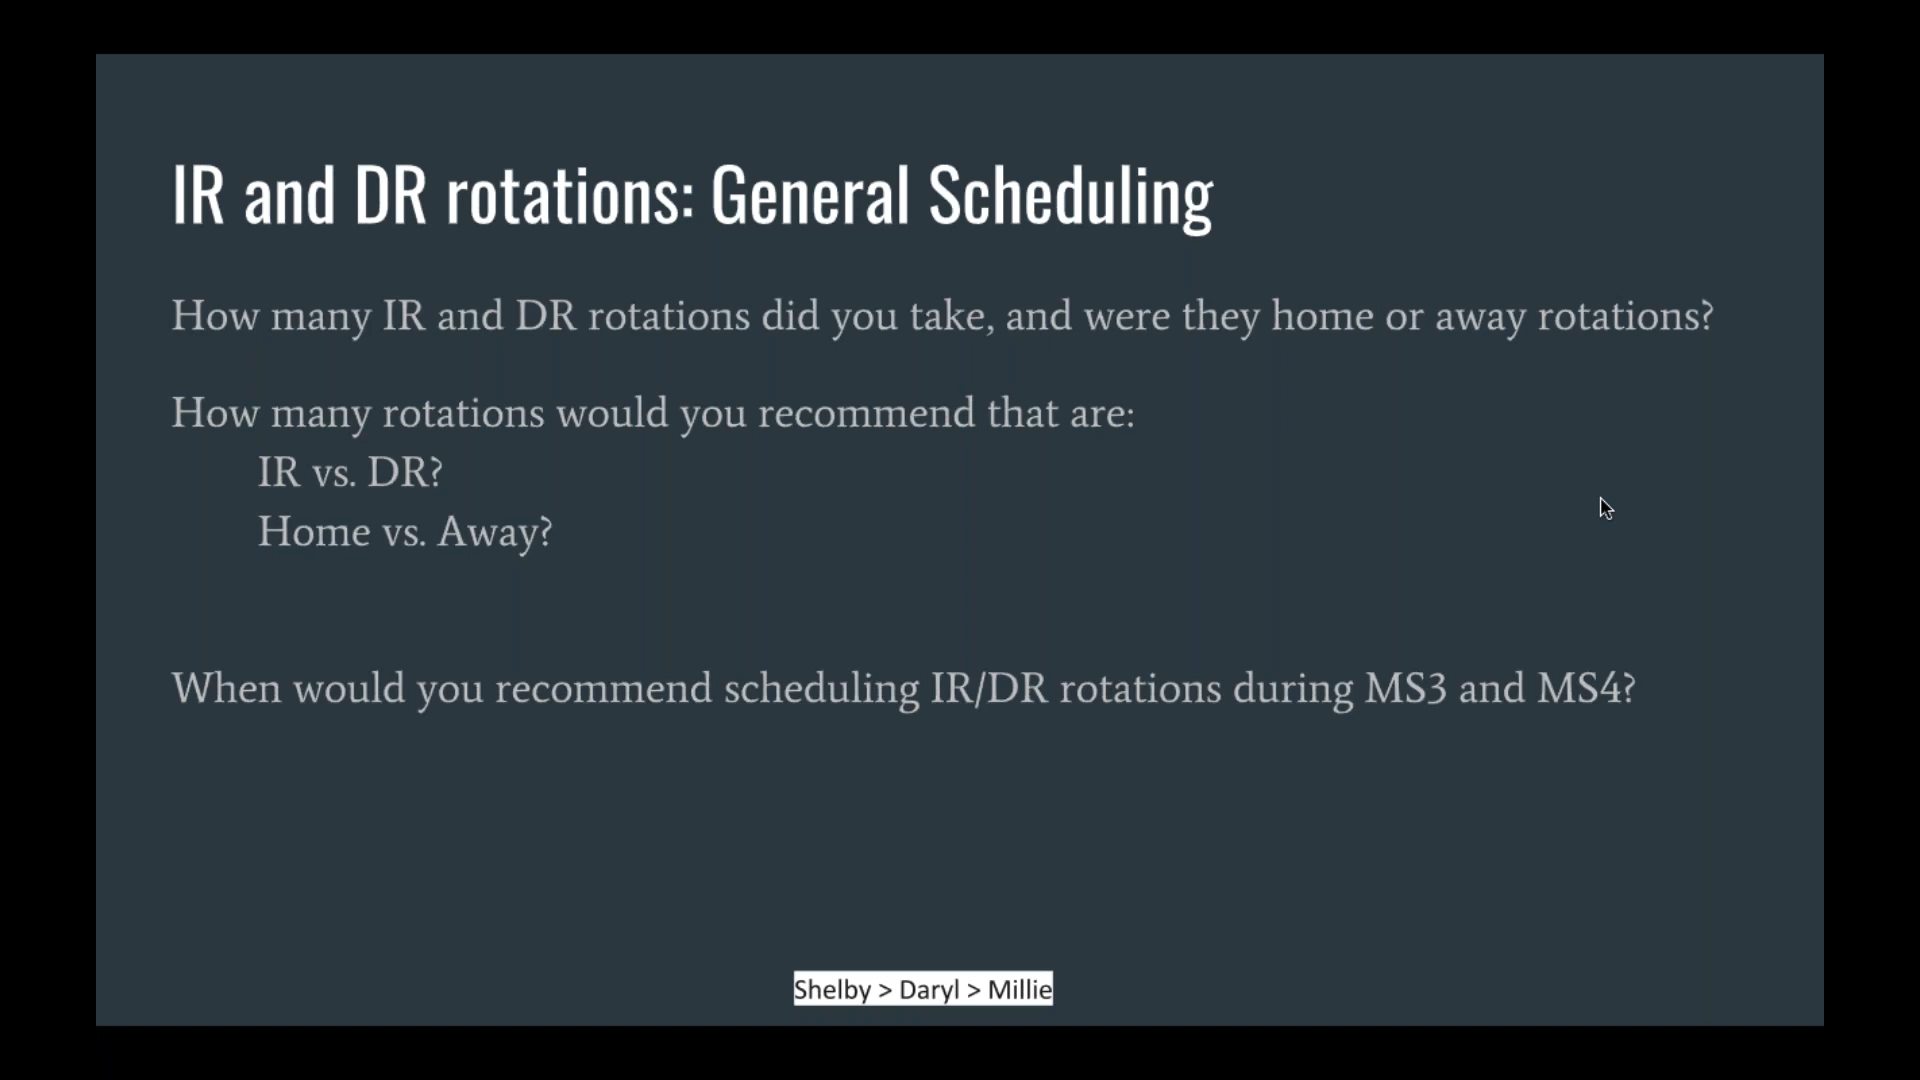 IR and DR rotations: General Scheduling
How many IR and DR rotations did you take, and were they home or away rotations?
How many rotations would you recommend that are:
IR vs. DR?
Home vs. Away?
When would you recommend scheduling IR/DR rotations during MS3 and MS4?
Shelby > Daryl > Millie